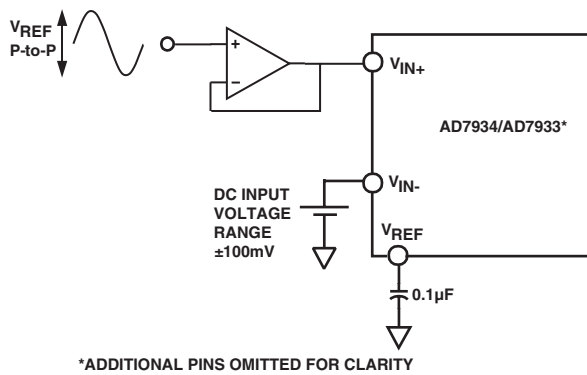 VREF
P-to-P
+
−
VIN+
AD7934/AD7933*
DC INPUT
VOLTAGE
RANGE
±100mV
VIN-
VREF
0.1µF
*ADDITIONAL PINS OMITTED FOR CLARITY